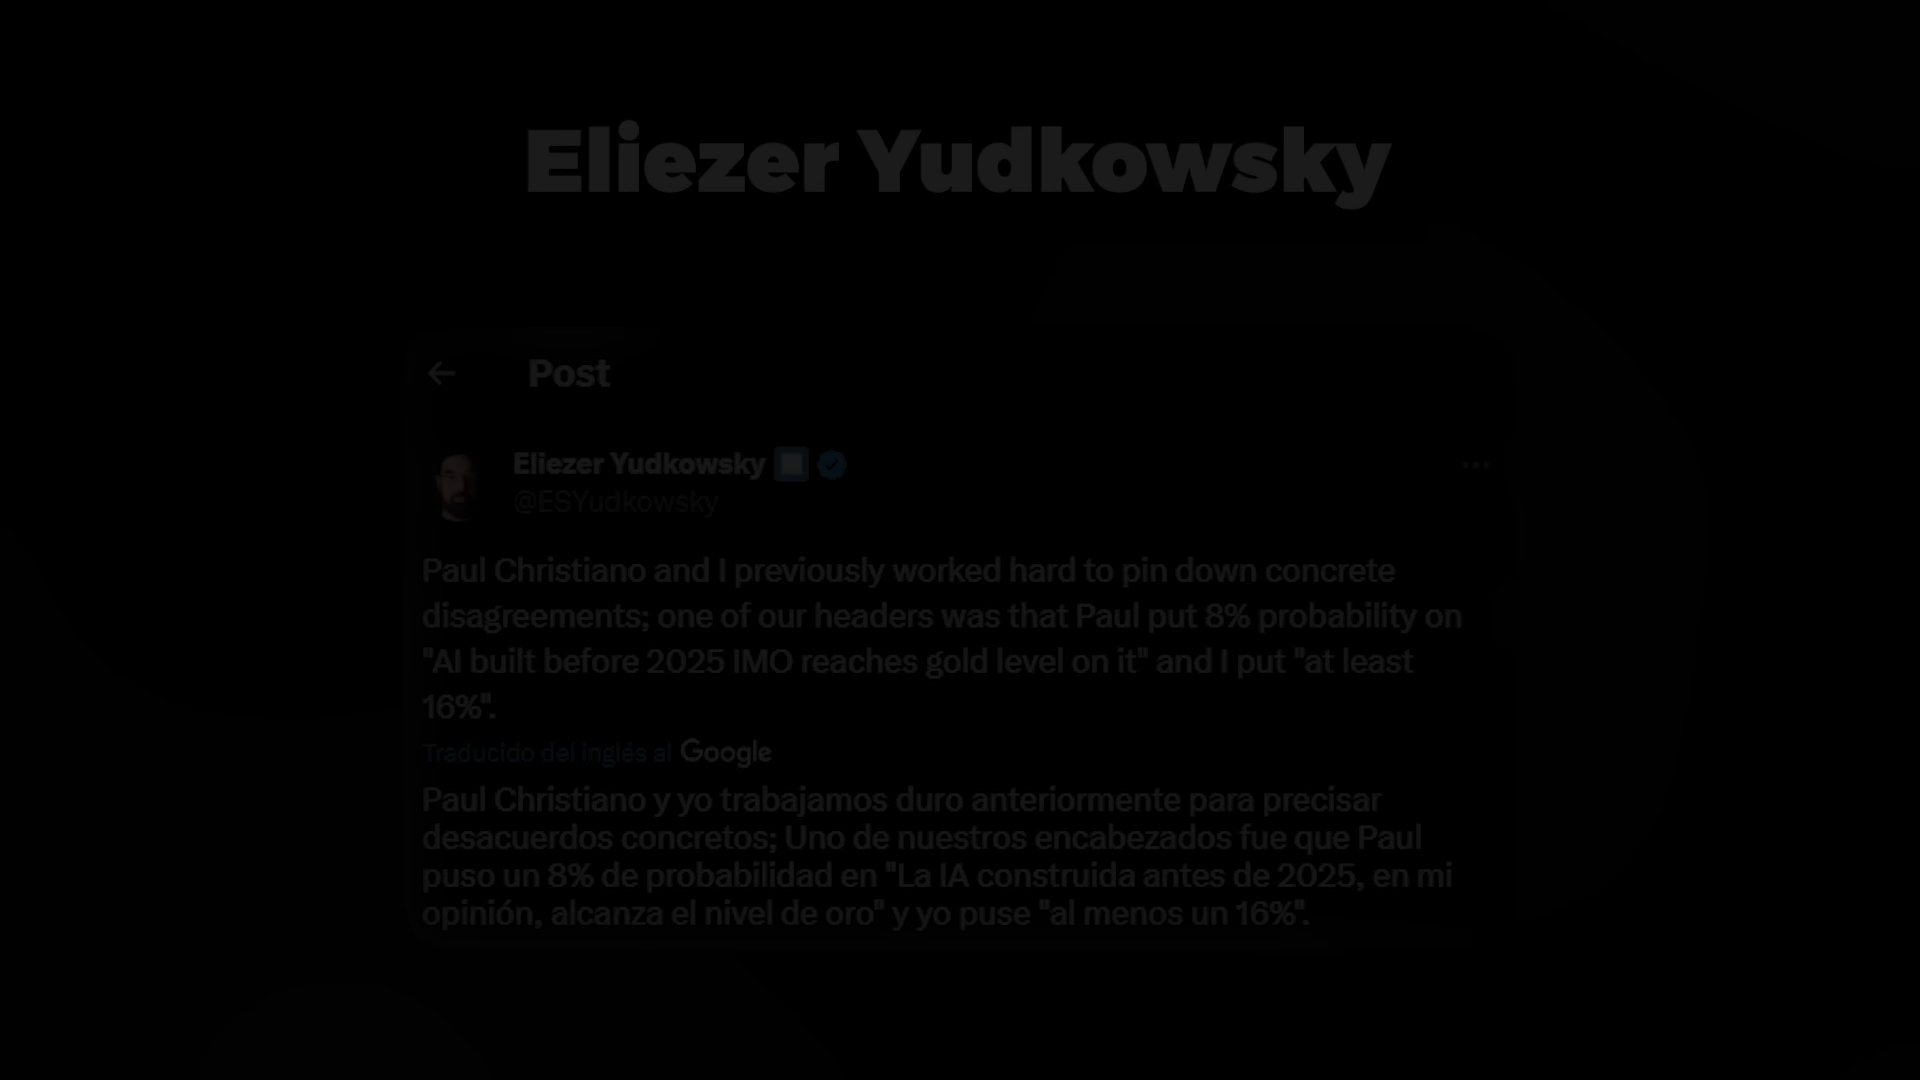 Eliezer Yudkowsky
Post
Eliezer Yudkowsky
@ESYudkowsky
Paul Christiano and I previously worked hard to pin down concrete
disagreements; one of our headers was that Paul put 8% probability on
"AI built before 2025 IMO reaches gold level on it" and I put "at least
16%".
Traducido del inglés al Google
Paul Christiano y yo trabajamos duro anteriormente para precisar
desacuerdos concretos; Uno de nuestros encabezados fue que Paul
puso un 8% de probabilidad en "La IA construida antes de 2025, en mi
opinión, alcanza el nivel de oro" y yo puse "al menos un 16%".